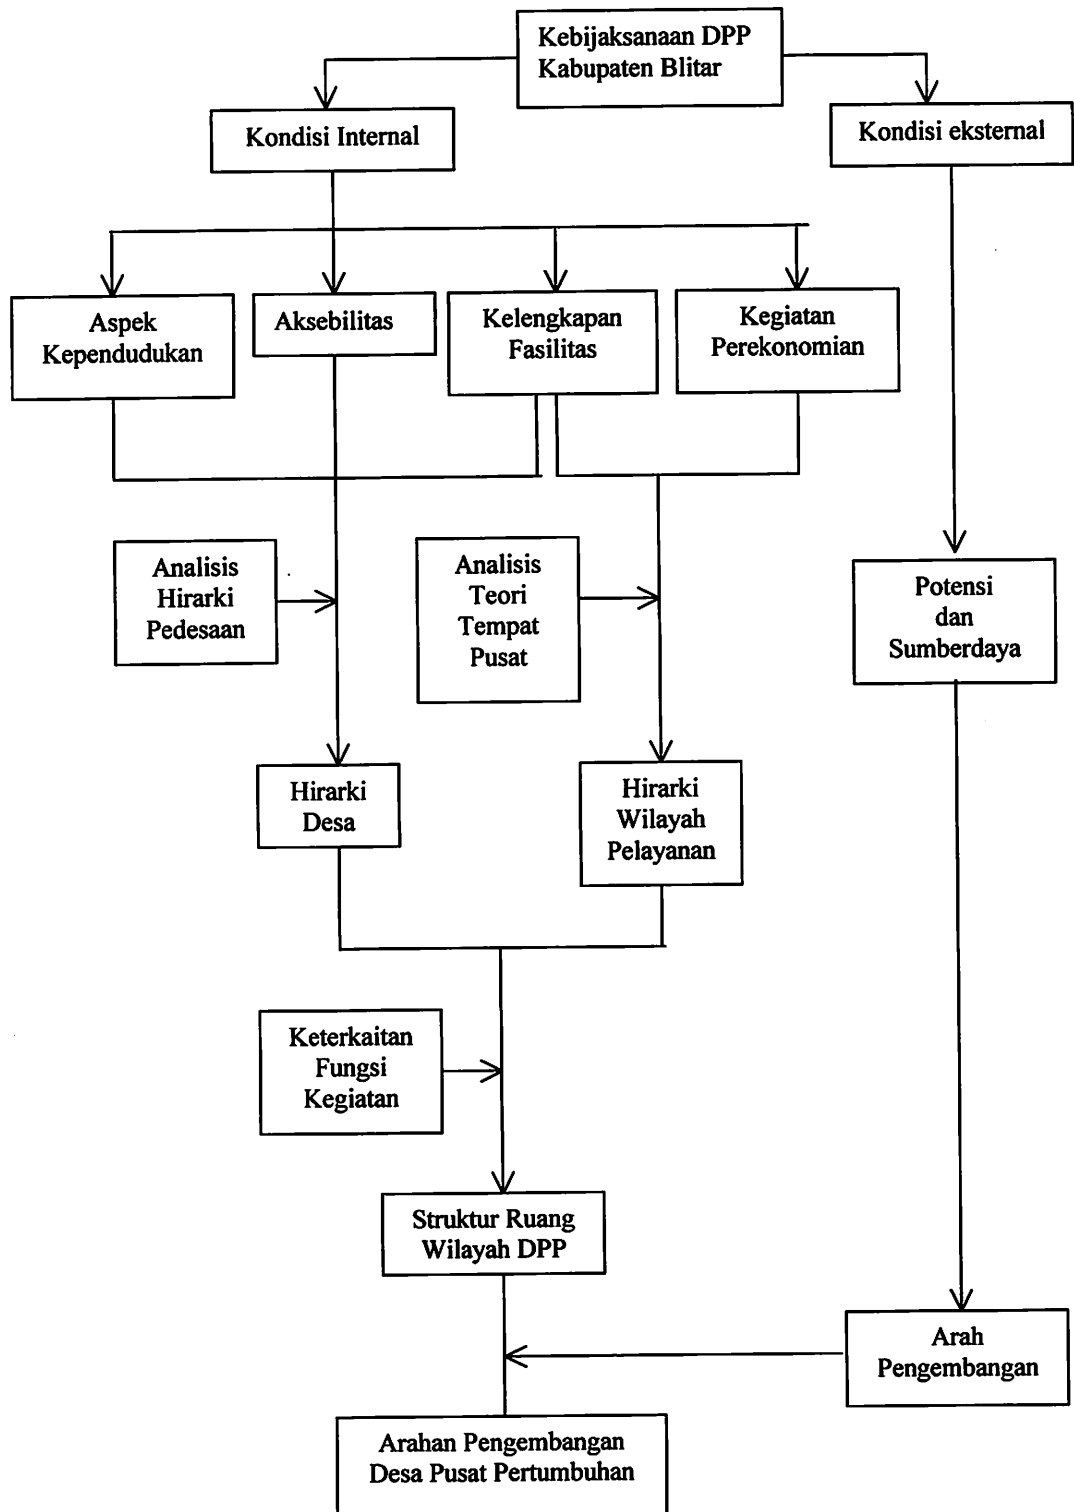 Kebijaksanaan DPP
Kabupaten Blitar
Kondisi Internal
Kondisi eksternal
Aspek
Kependudukan
Aksebilitas
Kelengkapan
Fasilitas
Kegiatan
Perekonomian
Analisis
Hirarki
Pedesaan
Analisis
Teori
Tempat
Pusat
Potensi
dan
Sumberdaya
Hirarki
Desa
Hirarki
Wilayah
Pelayanan
Keterkaitan
Fungsi
Kegiatan
Struktur Ruang
Wilayah DPP
Arah
Pengembangan
Arahan Pengembangan
Desa Pusat Pertumbuhan